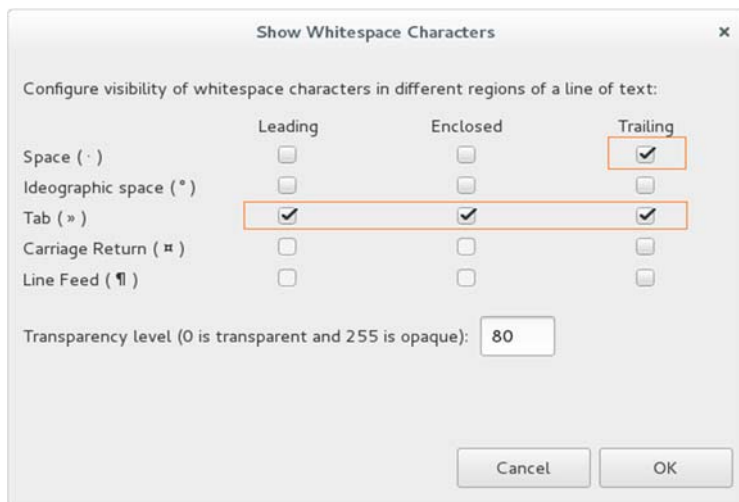 Show Whitespace Characters ×
Configure visibility of whitespace characters in different regions of a line of text:
Leading Enclosed Trailing
Space ( · )
Ideographic space ( ° )
Tab ( » )
Carriage Return ( ¤ )
Line Feed ( ¶ )
Transparency level (0 is transparent and 255 is opaque): 80
Cancel OK